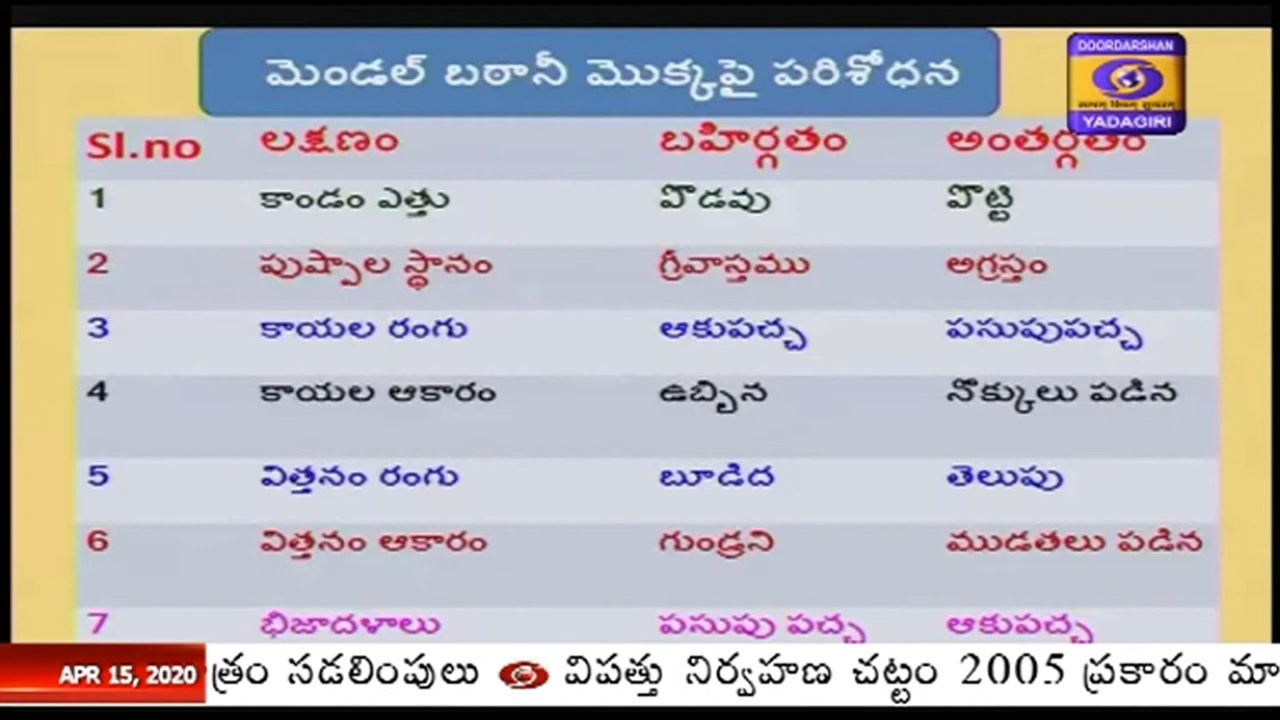 మెండల్ బఠానీ మొక్కపై పరిశోధన
DOORDARSHAN
YADAGIRI
Sl.no లక్షణం బహిర్గతం అంతర్గతం
1 కాండం ఎత్తు పొడవు పొట్టి
2 పుష్పాల స్థానం గ్రీవాస్తము అగ్రస్తం
3 కాయల రంగు ఆకుపచ్చ పసుపుపచ్చ
4 కాయల ఆకారం ఉబ్బిన నొక్కులు పడిన
5 విత్తనం రంగు బూడిద తెలుపు
6 విత్తనం ఆకారం గుండ్రని ముడతలు పడిన
7 భిజాదళాలు పసుపు పచ్చ ఆకుపచ్చ
APR 15, 2020 త్రం సడలింపులు విపత్తు నిర్వహణ చట్టం 2005 ప్రకారం మా